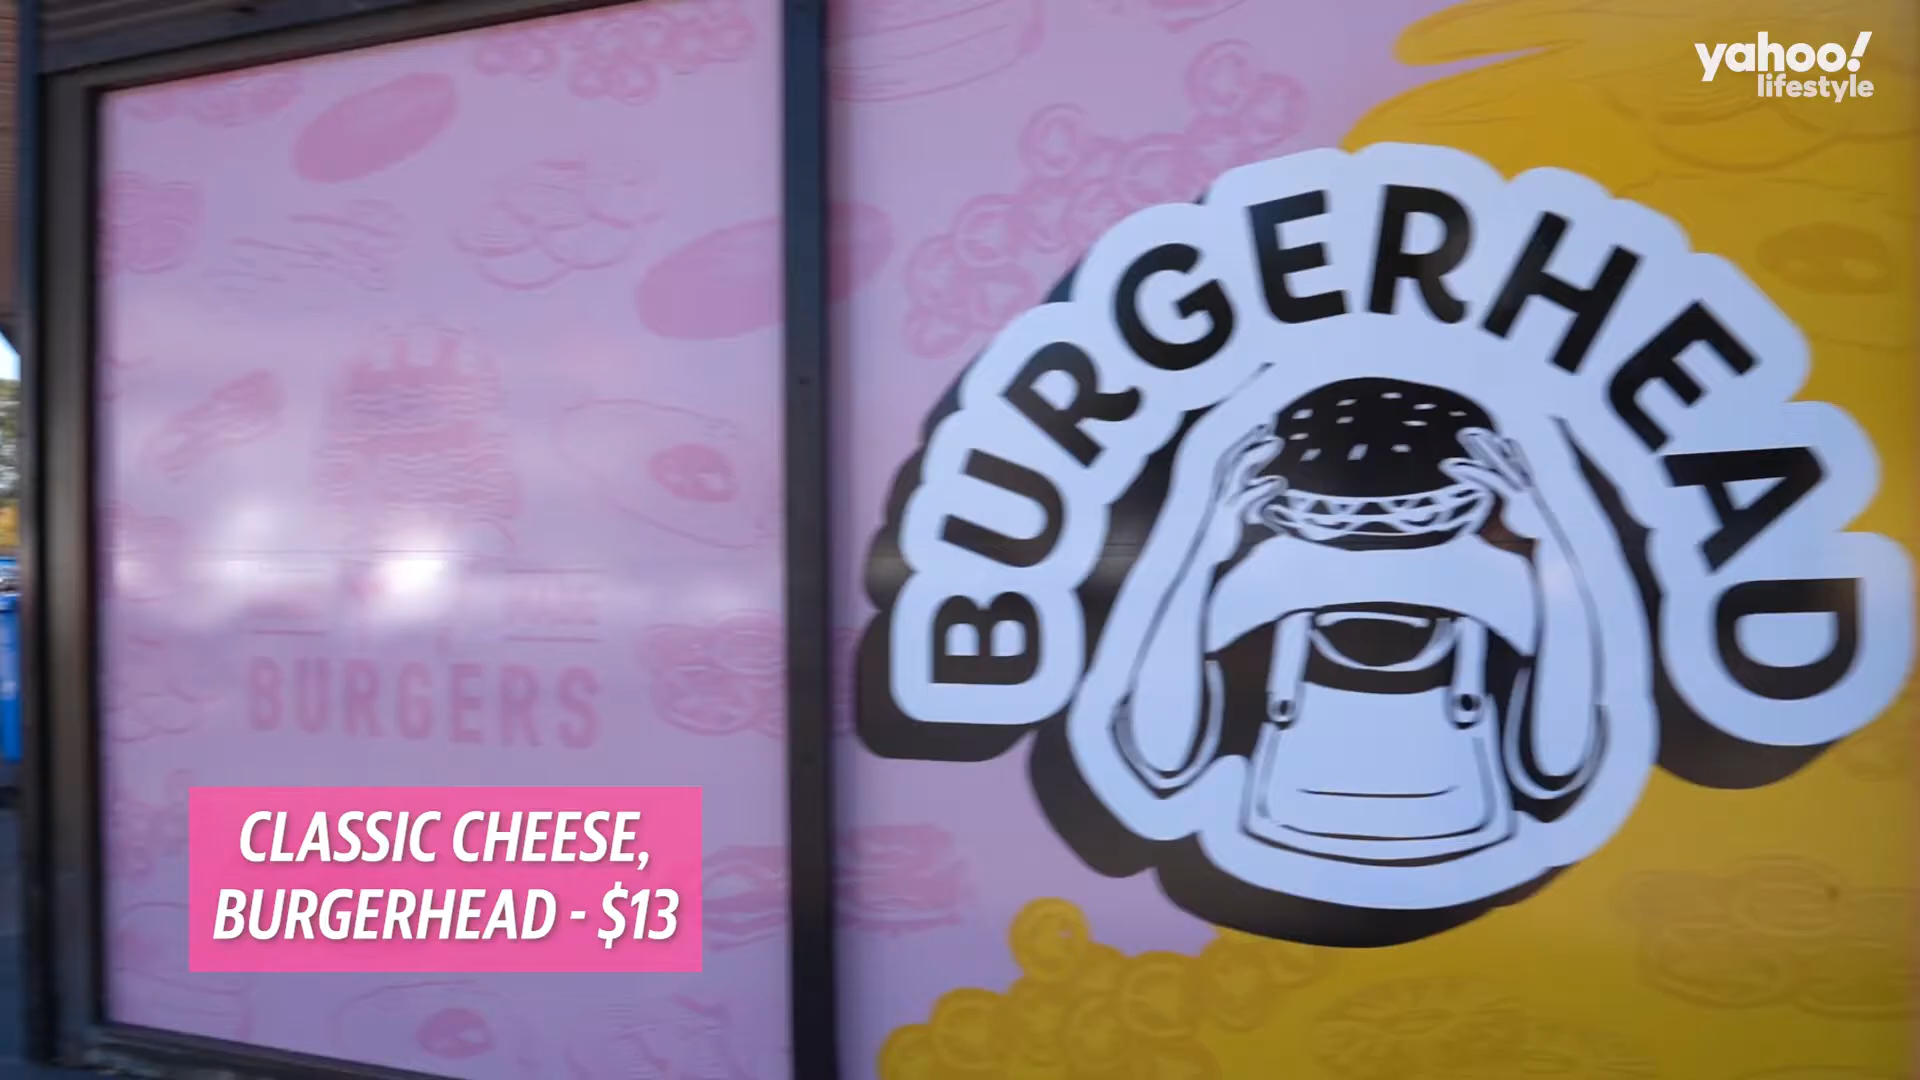 yahoo!
lifestyle
BURGERHEAD
BURGERS
CLASSIC CHEESE,
BURGERHEAD - $13